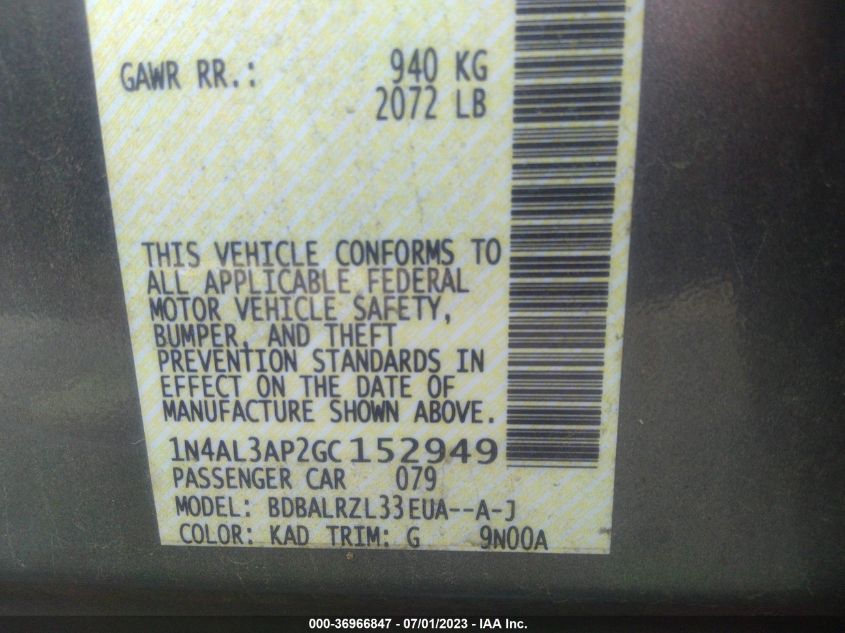 GAWR RR.: 940 KG
2072 LB
THIS VEHICLE CONFORMS TO
ALL APPLICABLE FEDERAL
MOTOR VEHICLE SAFETY,
BUMPER, AND THEFT
PREVENTION STANDARDS IN
EFFECT ON THE DATE OF
MANUFACTURE SHOWN ABOVE.
1N4AL3AP2GC152949
PASSENGER CAR 079
MODEL: BDBALRZL33EUA--A-J
COLOR: KAD TRIM: G 9N00A
000-36966847 - 07/01/2023 - IAA Inc.